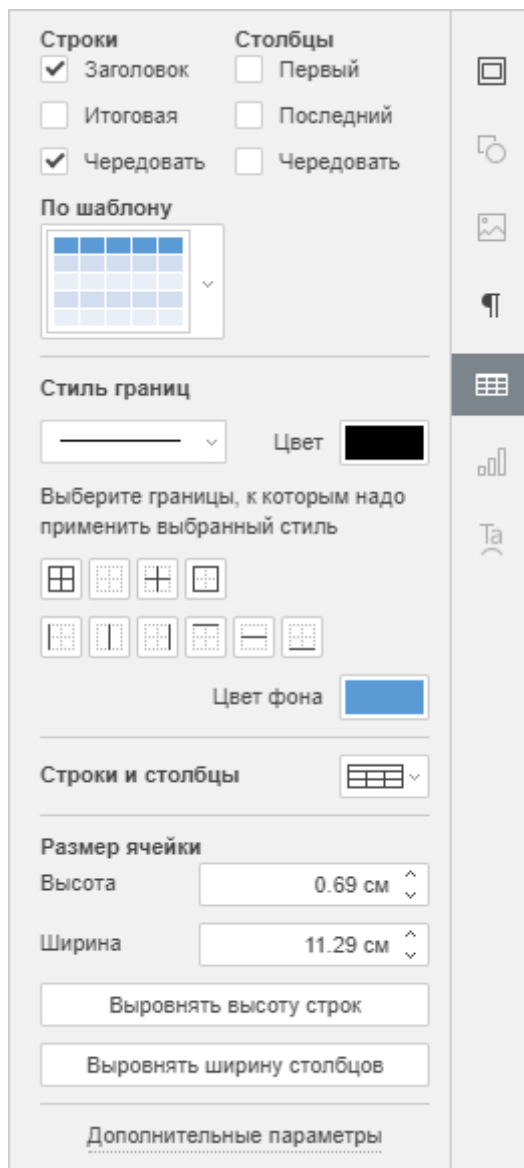 Строки Столбцы
Заголовок Первый
Итоговая Последний
Чередовать Чередовать
По шаблону
Стиль границ
Цвет
Выберите границы, к которым надо
применить выбранный стиль
Цвет фона
Строки и столбцы
Размер ячейки
Высота 0.69 см
Ширина 11.29 см
Выровнять высоту строк
Выровнять ширину столбцов
Дополнительные параметры
¶
Ta